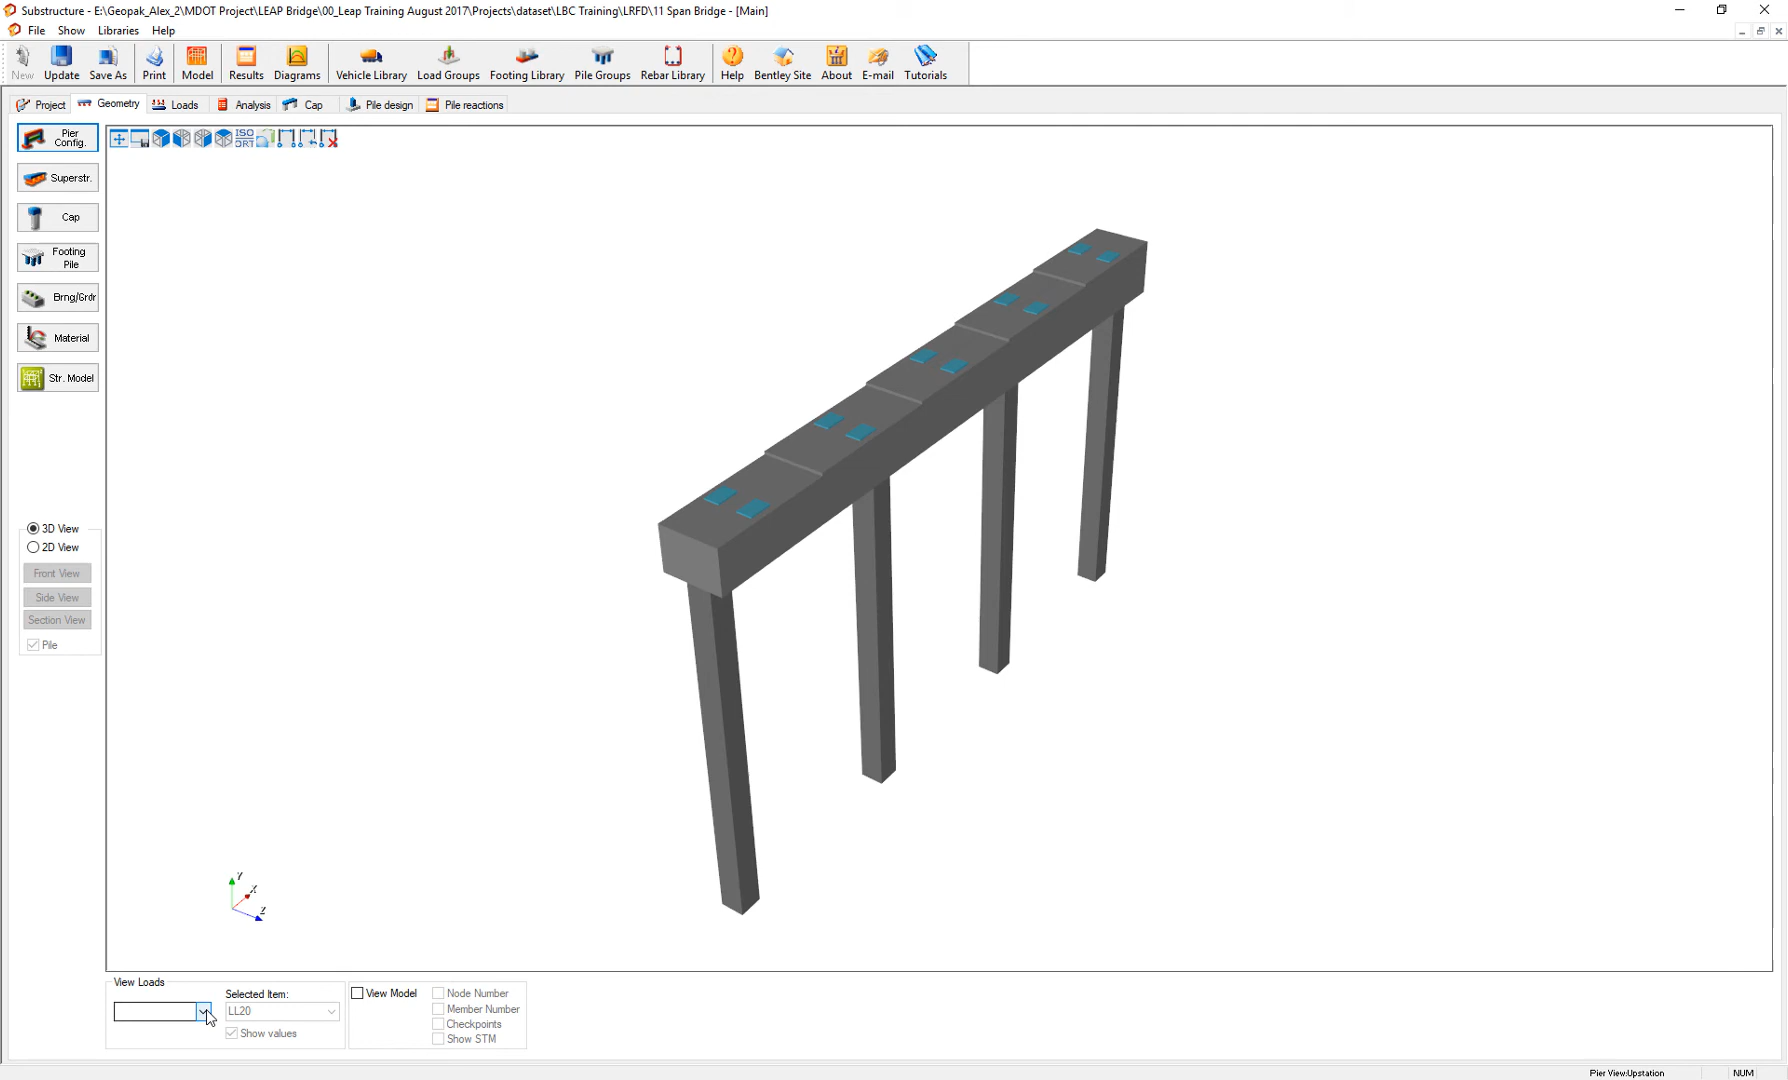 Substructure - E:\Geopak_Alex_2\MDOT Project\LEAP Bridge\00_Leap Training August 2017\Projects\dataset\LBC Training\LRFD\11 Span Bridge - [Main]
File Show Libraries Help
New Update Save As Print Model Results Diagrams Vehicle Library Load Groups Footing Library Pile Groups Rebar Library Help Bentley Site About E-mail Tutorials
Project Geometry Loads Analysis Cap Pile design Pile reactions
Pier
Config.
ISO
ORT
Superstr.
Cap
Footing
Pile
Brng/Grdr
Material
Str. Model
3D View
2D View
Front View
Side View
Section View
Pile
Y
X
Z
View Loads
Selected Item:
LL20
Show values
View Model
Node Number
Member Number
Checkpoints
Show STM
Pier View:Upstation NUM